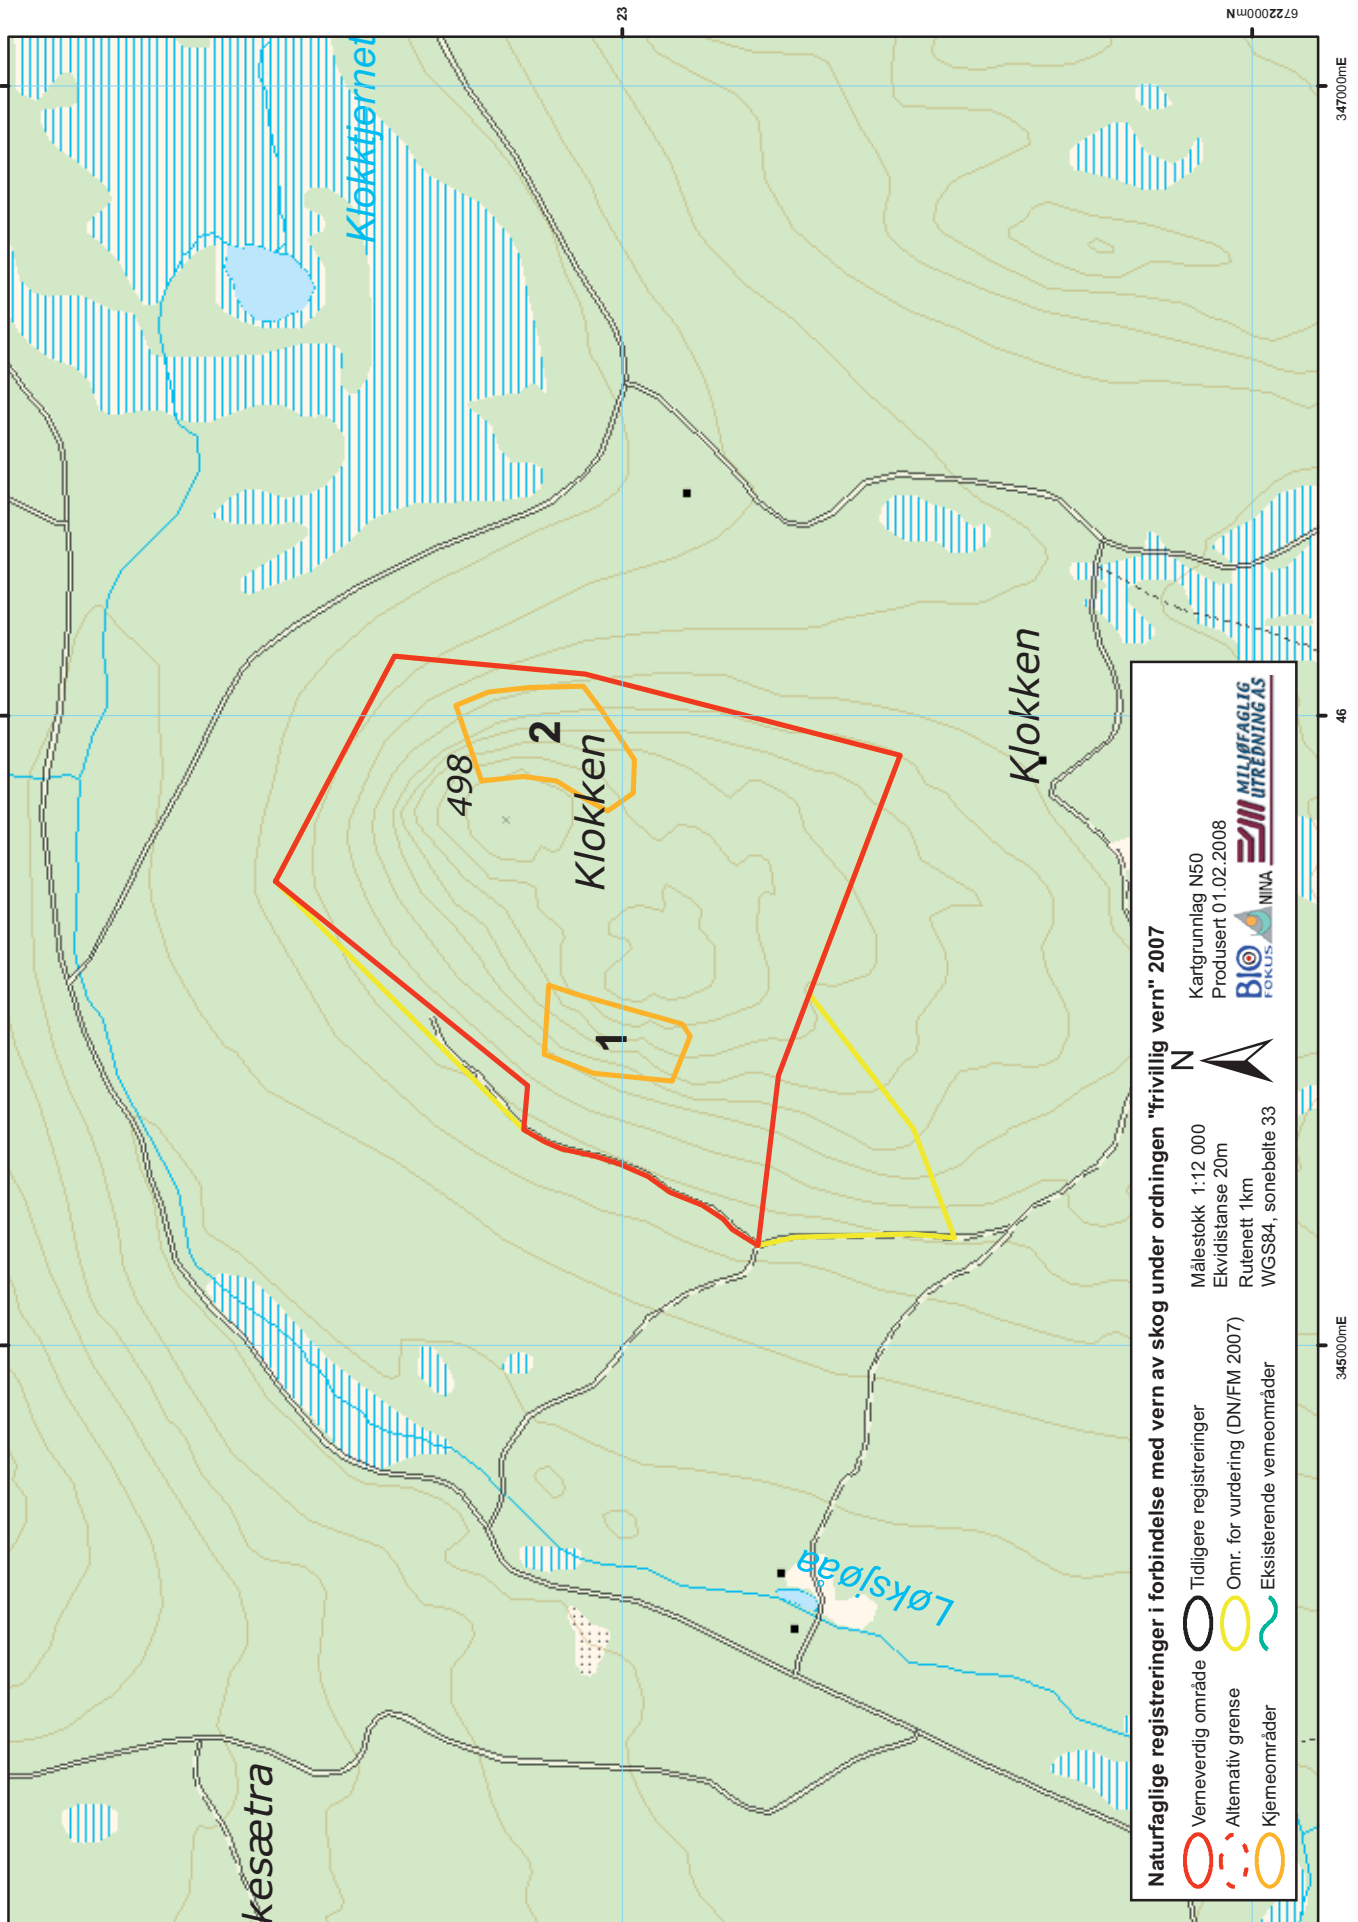 Klokktjernet
498
2
Klokken
1
Klokken
Løksjøaa
kesætra
23
6722000mN
347000mE
46
345000mE
Naturfaglige registreringer i forbindelse med vern av skog under ordningen "frivillig vern" 2007
Verneverdig område
Alternativ grense
Kjerneområder
Tidligere registreringer
Omr. for vurdering (DN/FM 2007)
Eksisterende verneområder
Målestokk 1:12 000
Ekvidistanse 20m
Rutenett 1km
WGS84, sonebelte 33
N
Kartgrunnlag N50
Produsert 01.02.2008
BIO
FOKUS
NINA
MILJØFAGLIG
UTREDNING AS